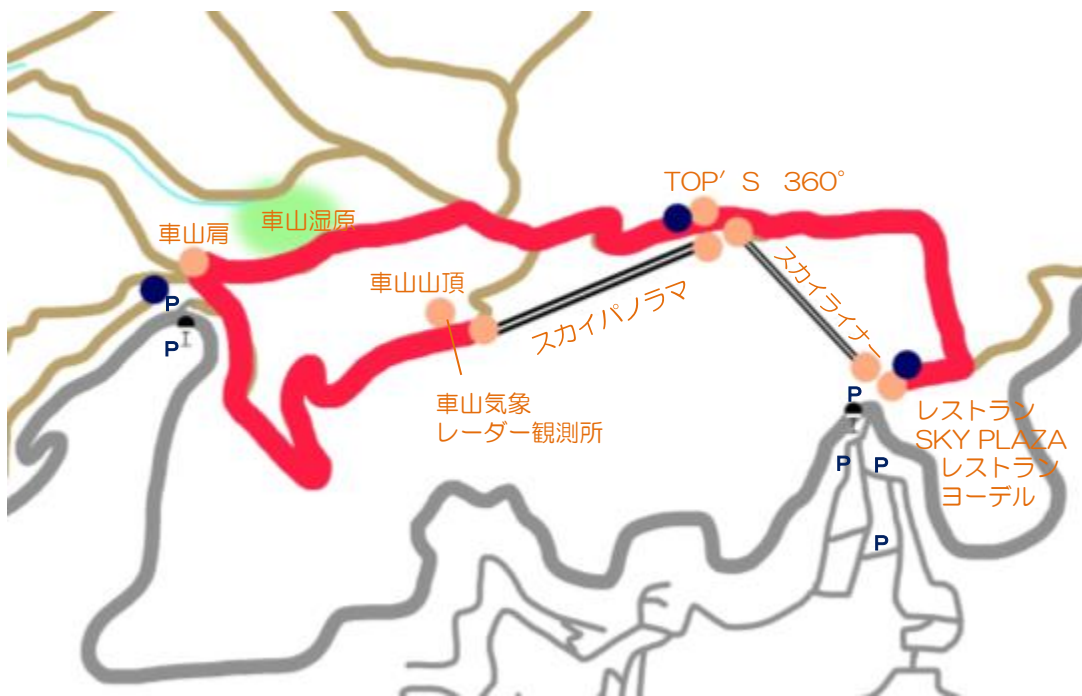 TOP’S 360°
車山湿原
車山肩
スカイライナー
車山山頂
スカイパノラマ
P
P
車山気象
レーダー観測所
P
レストラン
SKY PLAZA
レストラン
ヨーデル
P
P
P